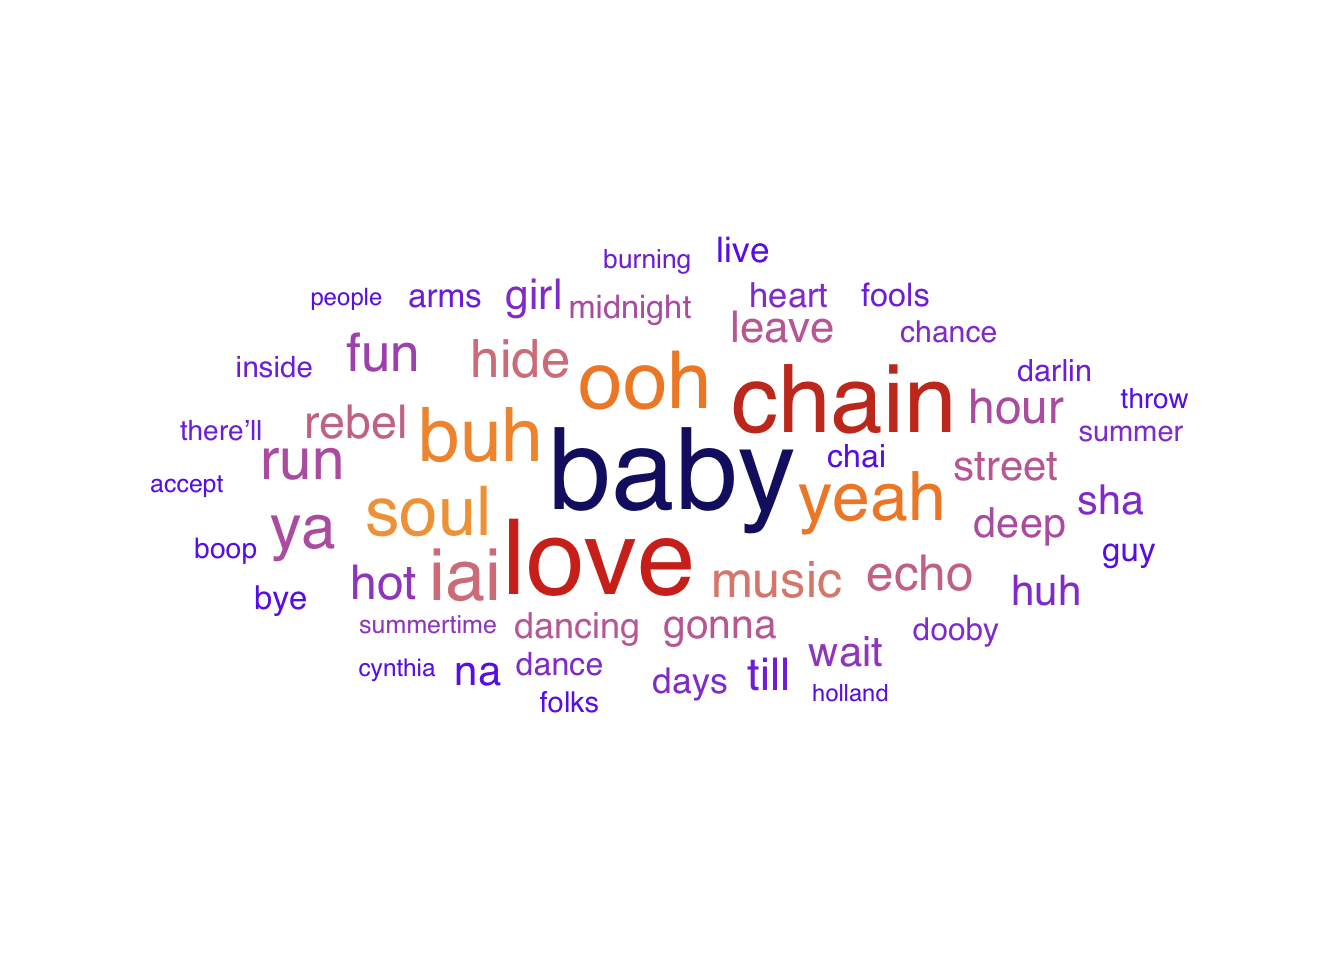 burning live
people arms girl midnight heart fools
fun hide leave chance
inside ooh chain darlin
rebel buh hour throw
there’ll baby chai summer
run street
accept soul yeah sha
ya deep
boop love guy
bye hot iai music echo huh
summertime dancing gonna dooby
cynthia na dance days till wait
folks holland